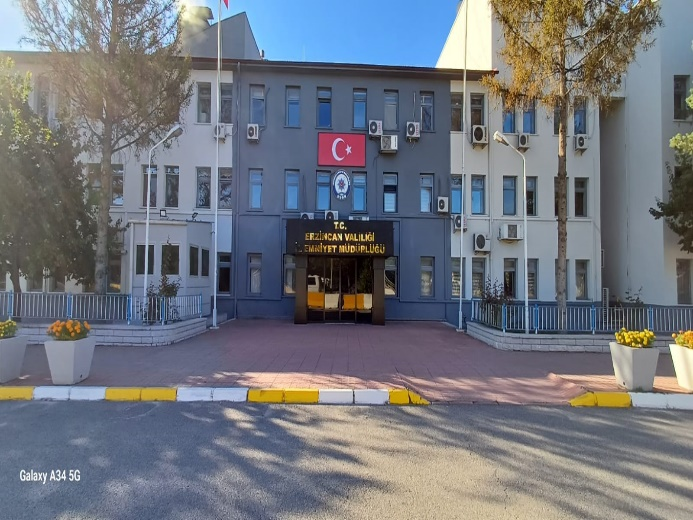 T.C.
ERZİNCAN VALİLİĞİ
İL EMNİYET MÜDÜRLÜĞÜ
Galaxy A34 5G